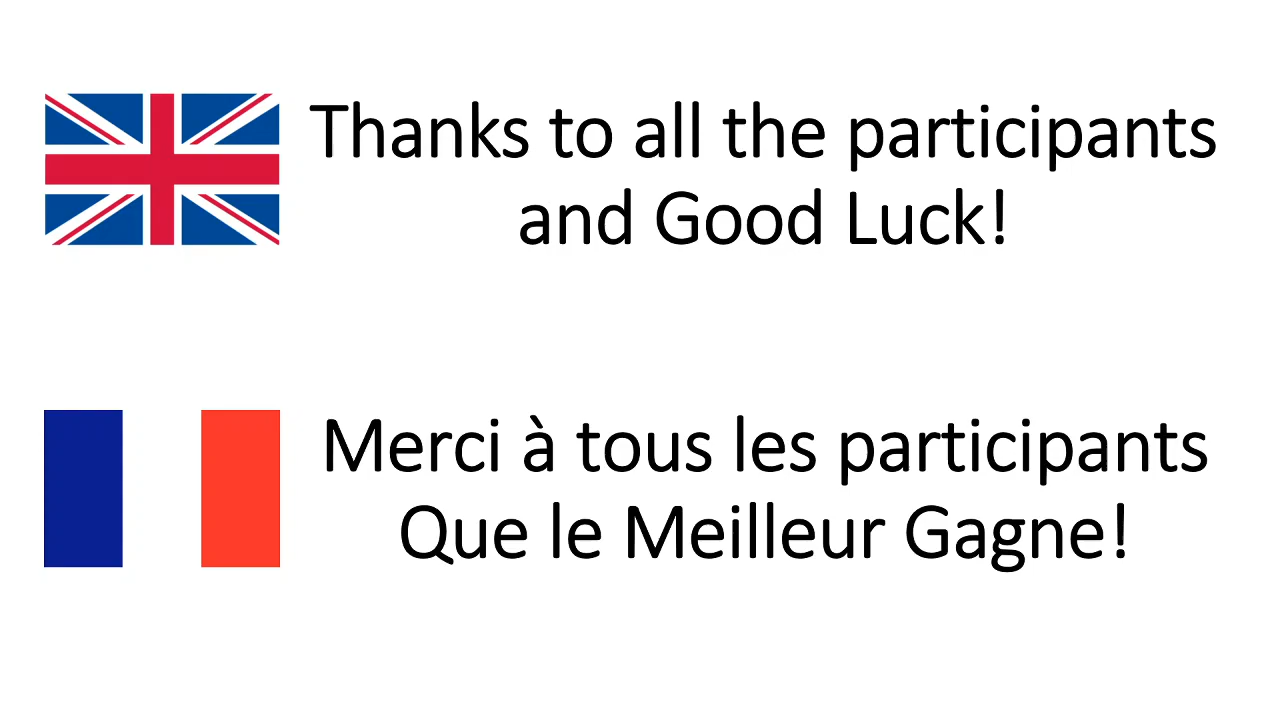 Thanks to all the participants
and Good Luck!
Merci à tous les participants
Que le Meilleur Gagne!